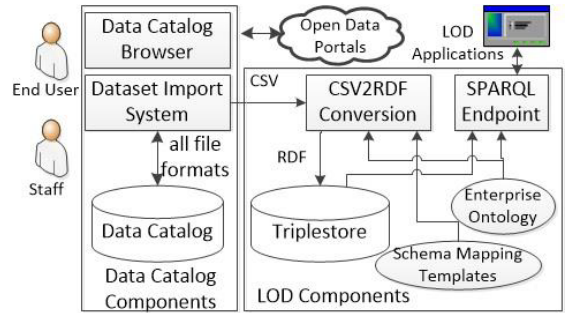 End User
Staff
Data Catalog
Browser
Dataset Import
System
all file
formats
Data Catalog
Data Catalog
Components
Open Data
Portals
LOD
Applications
CSV
CSV2RDF
Conversion
SPARQL
Endpoint
RDF
Triplestore
Enterprise
Ontology
Schema Mapping
Templates
LOD Components